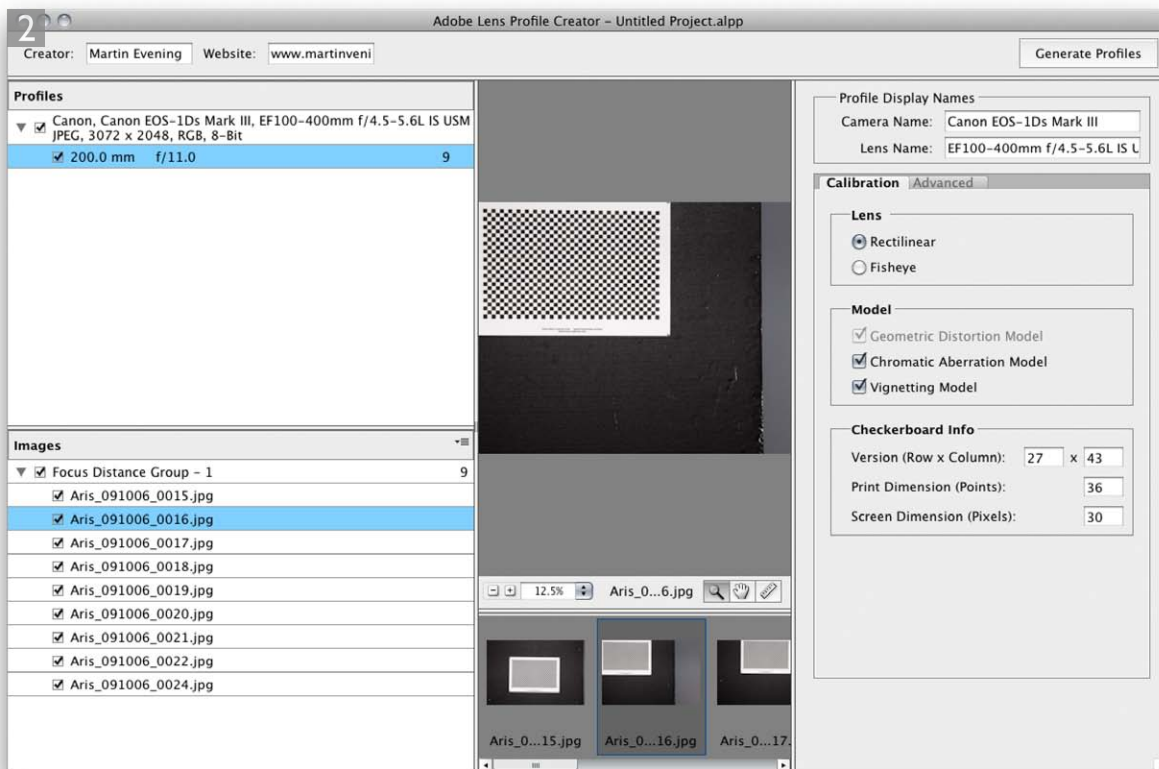 2
Adobe Lens Profile Creator – Untitled Project.alpp
Creator: Martin Evening Website: www.martinveni
Generate Profiles
Profiles
Canon, Canon EOS-1Ds Mark III, EF100-400mm f/4.5-5.6L IS USM
JPEG, 3072 x 2048, RGB, 8-Bit
200.0 mm f/11.0 9
Images
Focus Distance Group – 1 9
Aris_091006_0015.jpg
Aris_091006_0016.jpg
Aris_091006_0017.jpg
Aris_091006_0018.jpg
Aris_091006_0019.jpg
Aris_091006_0020.jpg
Aris_091006_0021.jpg
Aris_091006_0022.jpg
Aris_091006_0024.jpg
12.5% Aris_0...6.jpg
Aris_0...15.jpg Aris_0...16.jpg Aris_0...17.
Profile Display Names
Camera Name: Canon EOS-1Ds Mark III
Lens Name: EF100-400mm f/4.5-5.6L IS U
Calibration Advanced
Lens
Rectilinear
Fisheye
Model
Geometric Distortion Model
Chromatic Aberration Model
Vignetting Model
Checkerboard Info
Version (Row x Column): 27 x 43
Print Dimension (Points): 36
Screen Dimension (Pixels): 30